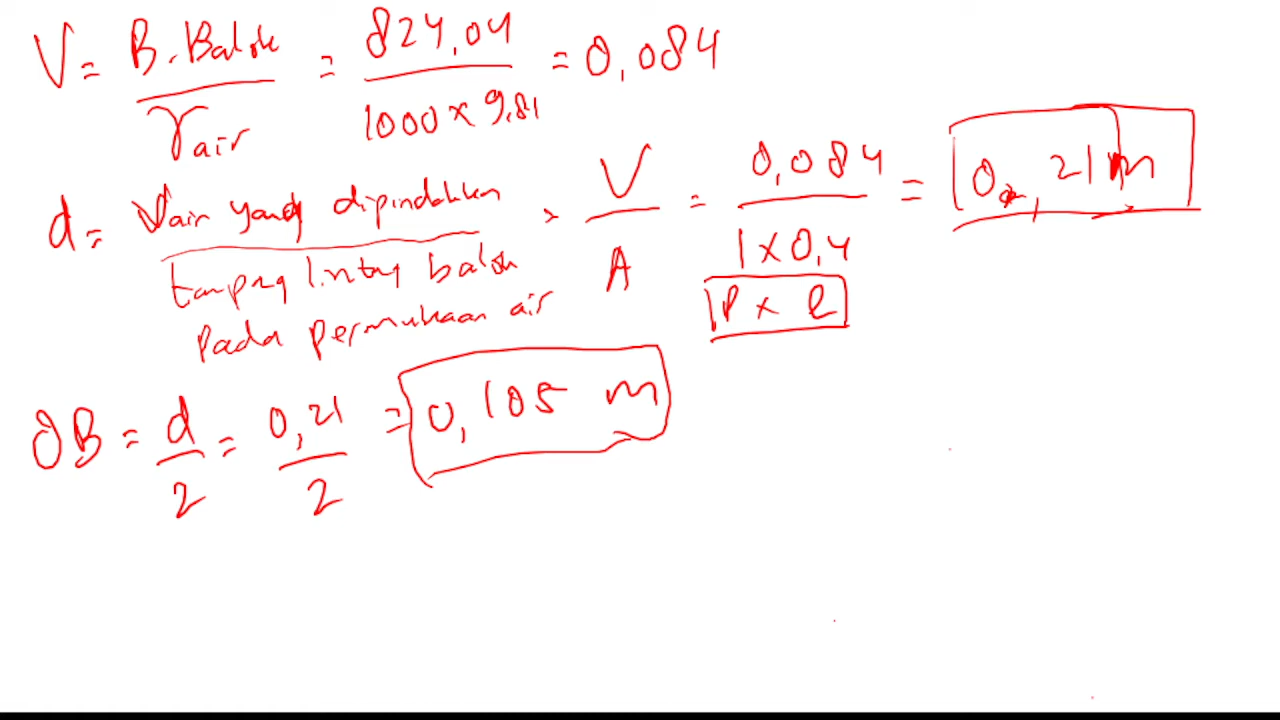 V = B. Balok / γair = 824,04 / 1000 x 9,81 = 0,084
d = Vair yang dipindahkan / tampang lintang balok pada permukaan air = V / A = 0,084 / 1 x 0,4 = 0,21 m
P x l
OB = d / 2 = 0,21 / 2 = 0,105 m